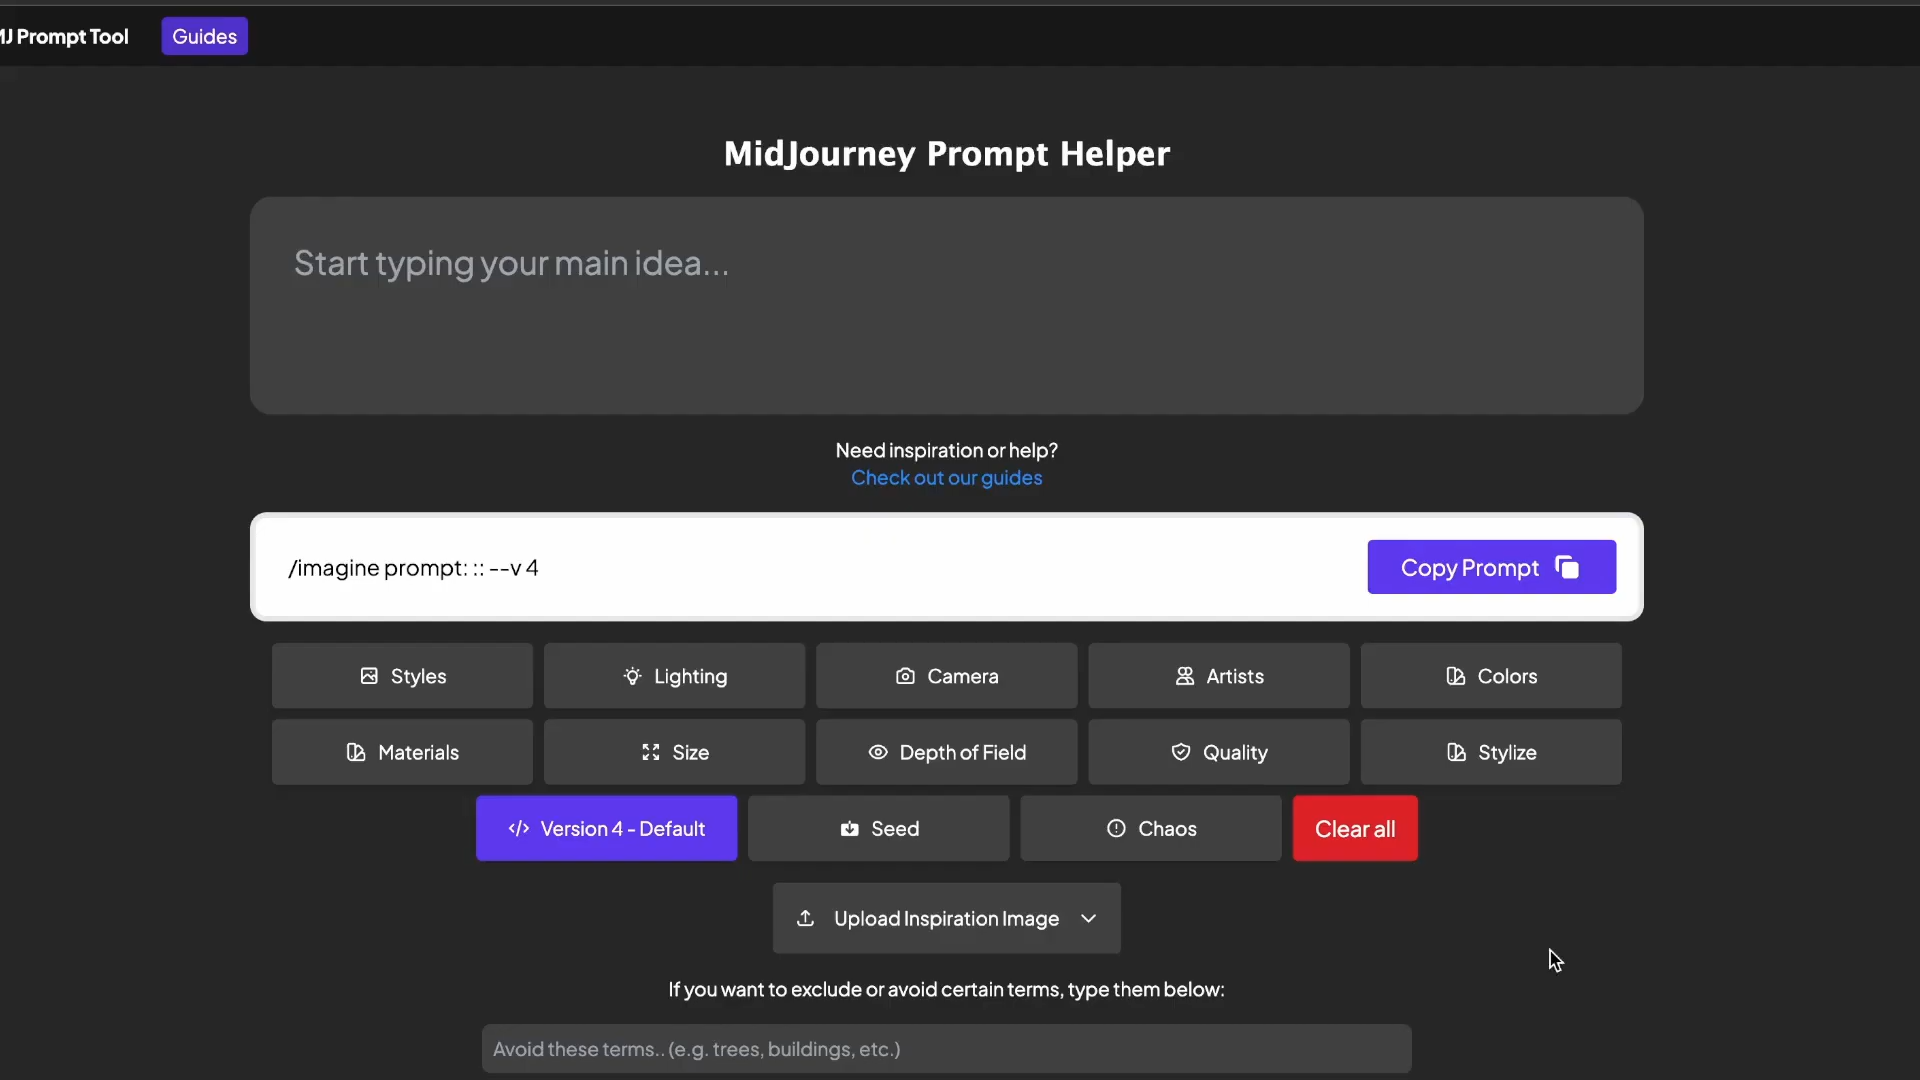 MJ Prompt Tool
Guides
MidJourney Prompt Helper
Start typing your main idea...
Need inspiration or help?
Check out our guides
/imagine prompt: :: --v 4
Copy Prompt
Styles
Lighting
Camera
Artists
Colors
Materials
Size
Depth of Field
Quality
Stylize
</> Version 4 - Default
Seed
Chaos
Clear all
Upload Inspiration Image
If you want to exclude or avoid certain terms, type them below:
Avoid these terms.. (e.g. trees, buildings, etc.)